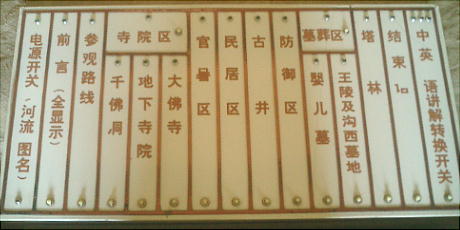 电源开关（河流 图名）
前言（全显示）
参观路线
寺院区
千佛洞
地下寺院
大佛寺
官署区
民居区
古井
防御区
墓葬区
婴儿墓
王陵及沟西墓地
塔林
结束
中英 语讲解转换开关